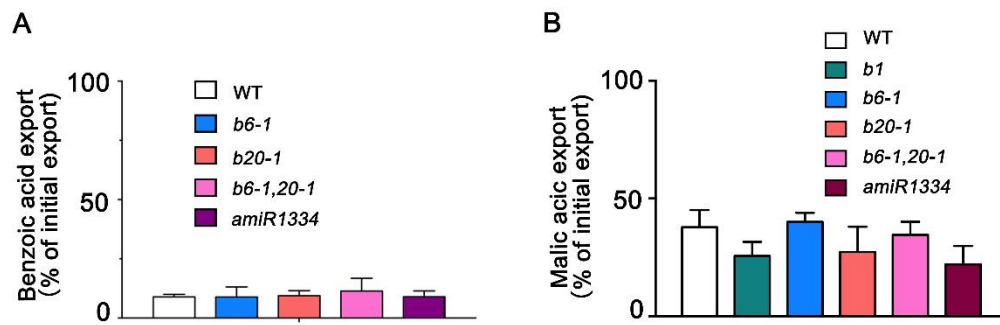 A
Benzoic acid export
(% of initial export)
100
50
0
WT
b6-1
b20-1
b6-1,20-1
amiR1334
B
Malic acic export
(% of initial export)
100
50
0
WT
b1
b6-1
b20-1
b6-1,20-1
amiR1334